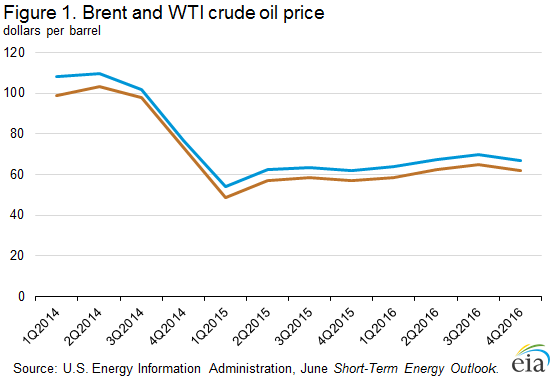 Figure 1. Brent and WTI crude oil price
dollars per barrel
120
100
80
60
40
20
0
1Q2014
2Q2014
3Q2014
4Q2014
1Q2015
2Q2015
3Q2015
4Q2015
1Q2016
2Q2016
3Q2016
4Q2016
Source: U.S. Energy Information Administration, June Short-Term Energy Outlook.
eia